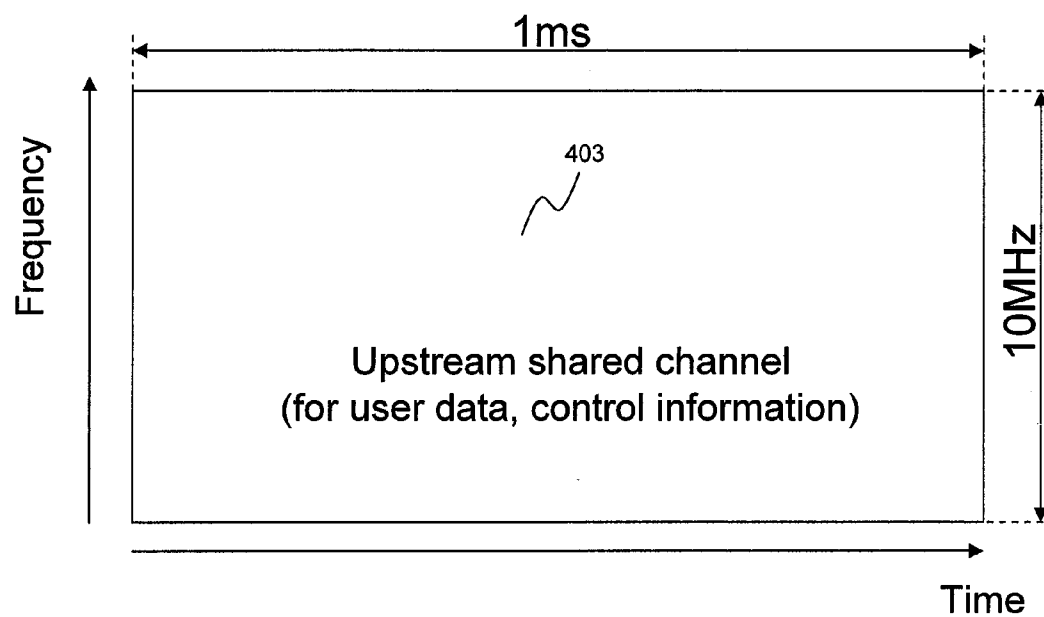 1ms
Frequency
403
10MHz
Upstream shared channel
(for user data, control information)
Time